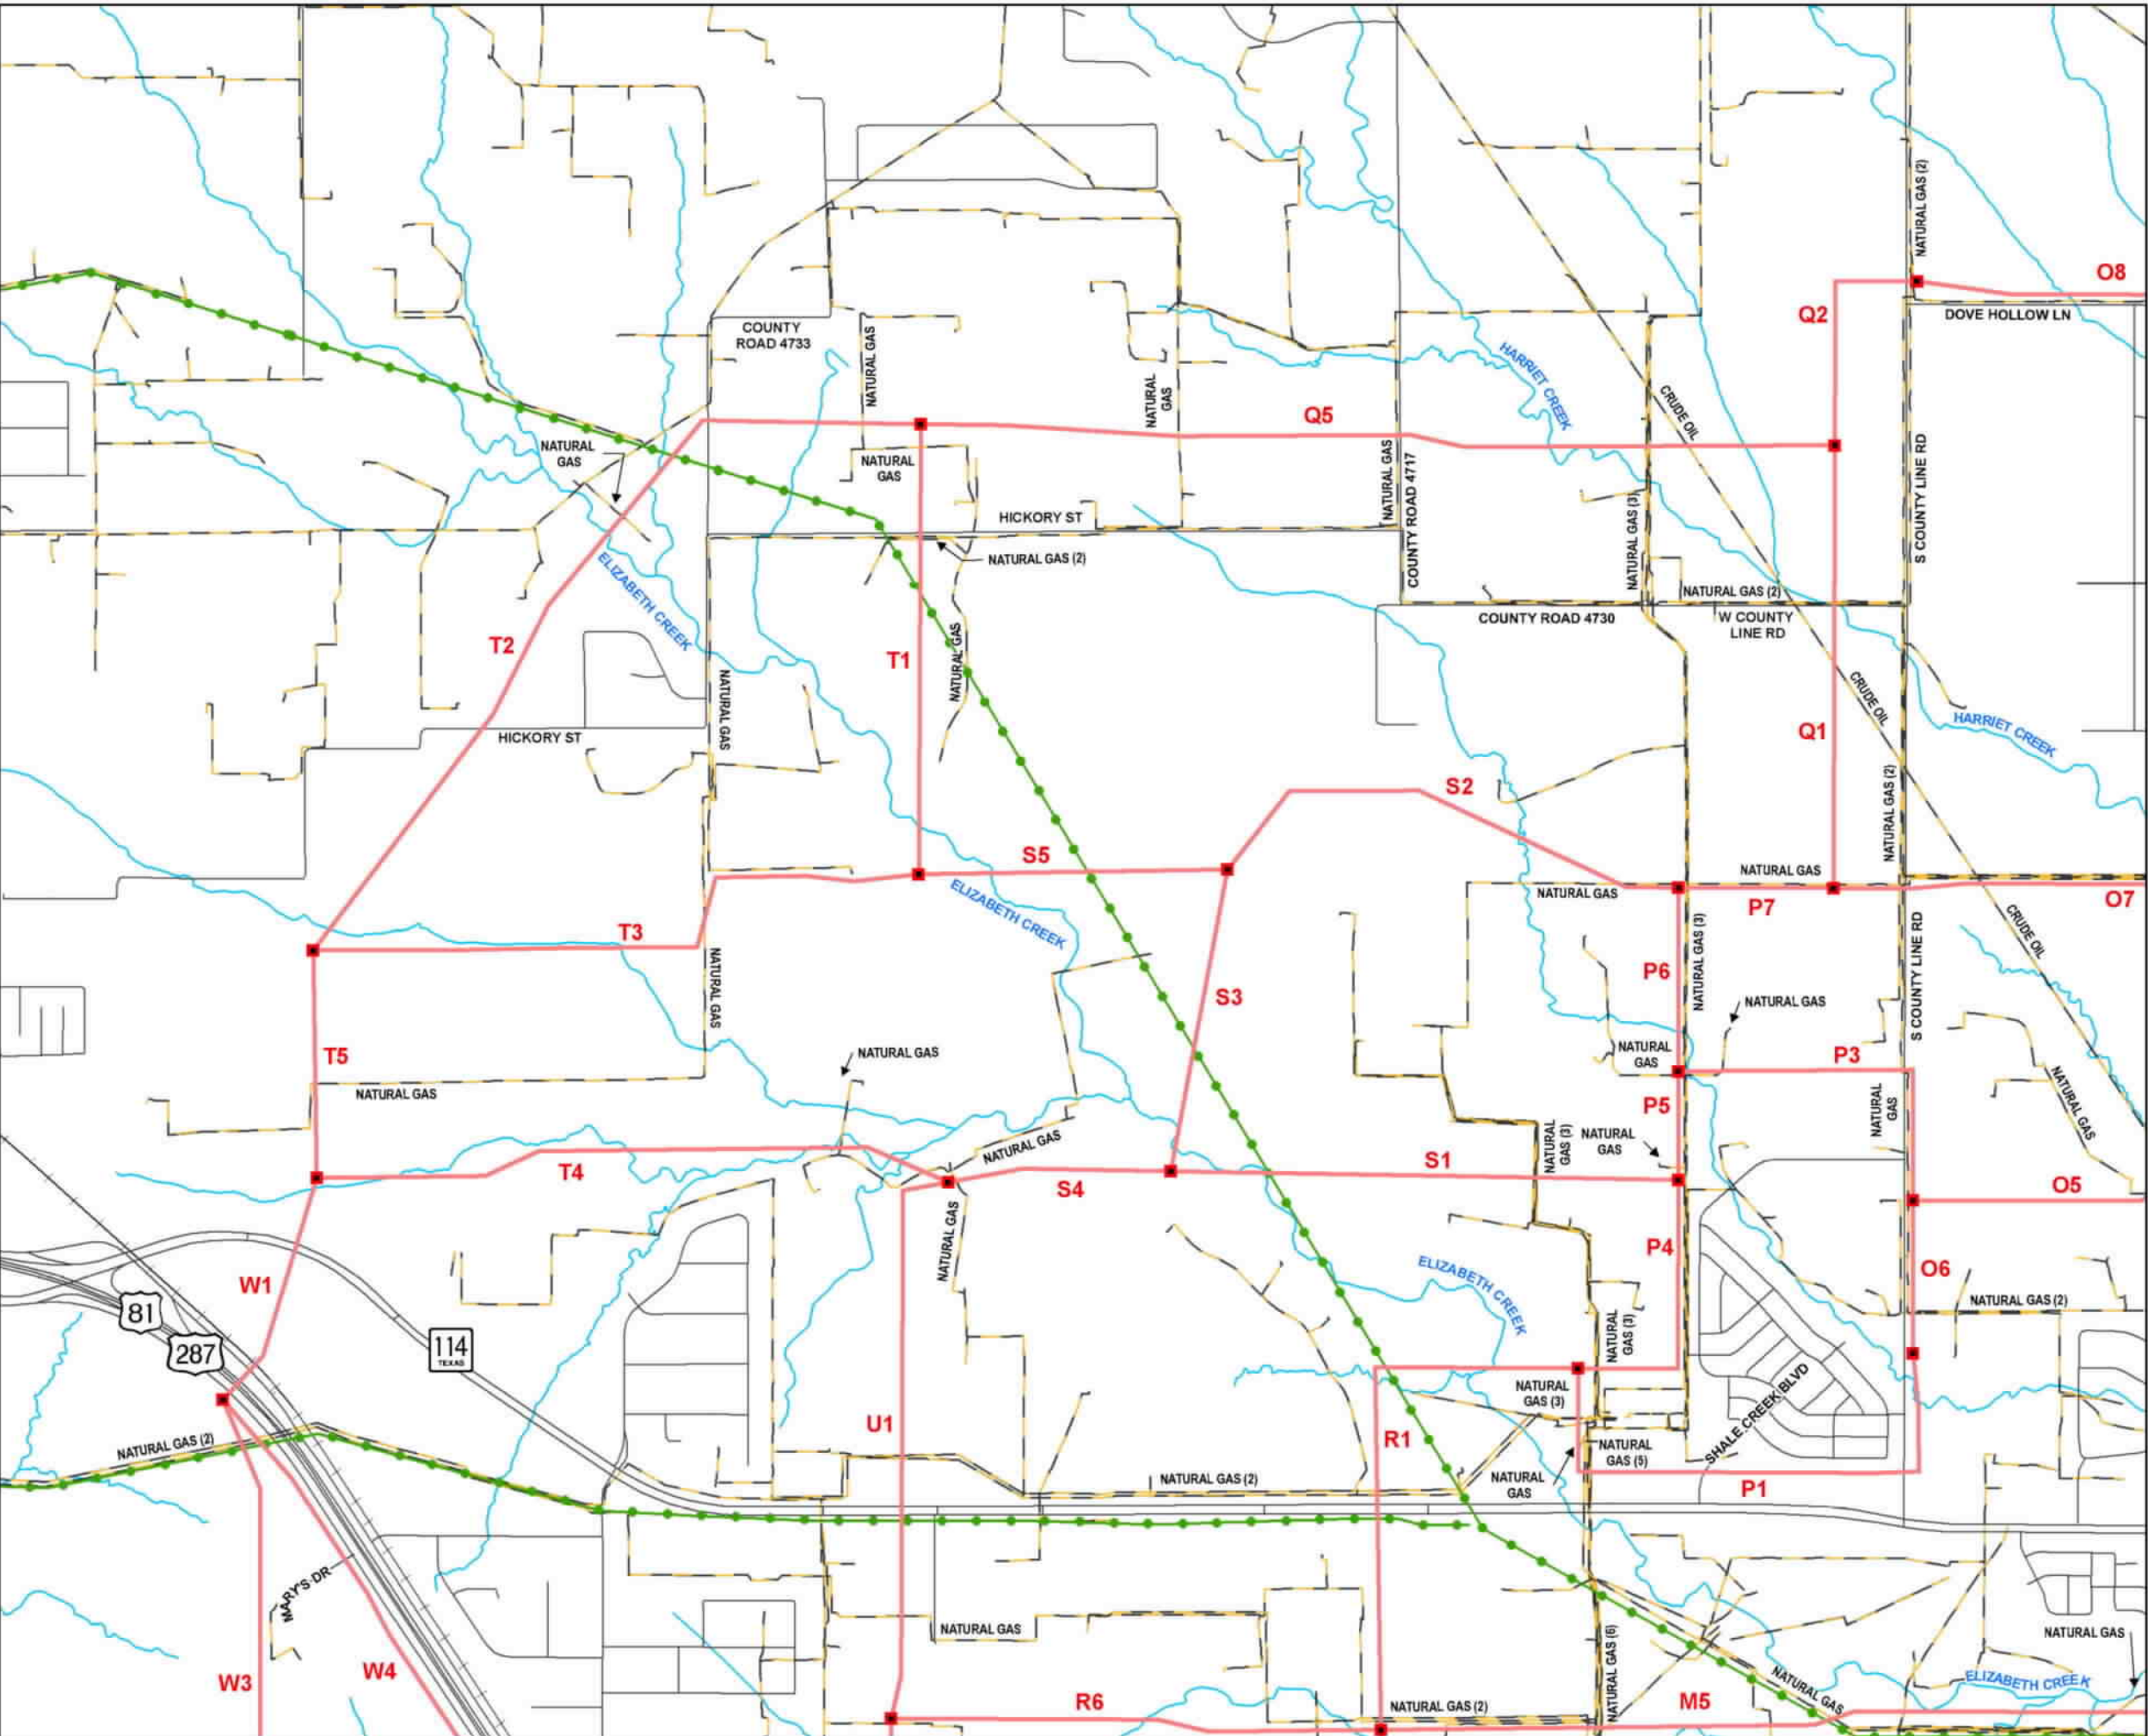 NATURAL GAS (2)
O8
DOVE HOLLOW LN
Q2
COUNTY
ROAD 4733
NATURAL GAS
NATURAL
GAS
HARRIET CREEK
CRUDE OIL
Q5
NATURAL
GAS
NATURAL
GAS
NATURAL GAS
COUNTY ROAD 4717
S COUNTY LINE RD
HICKORY ST
NATURAL GAS (2)
NATURAL GAS (3)
NATURAL GAS (2)
COUNTY ROAD 4730
W COUNTY
LINE RD
ELIZABETH CREEK
T2
T1
NATURAL GAS
NATURAL GAS
HICKORY ST
CRUDE OIL
Q1
HARRIET CREEK
NATURAL GAS (2)
S2
S5
NATURAL GAS
NATURAL GAS
P7
O7
ELIZABETH CREEK
T3
NATURAL GAS
P6
NATURAL GAS (3)
S COUNTY LINE RD
CRUDE OIL
S3
NATURAL GAS
T5
NATURAL GAS
NATURAL GAS
NATURAL
GAS
P3
NATURAL GAS
P5
NATURAL
GAS
NATURAL
GAS (3)
NATURAL
GAS
NATURAL GAS
T4
S4
S1
O5
NATURAL GAS
P4
O6
W1
81
287
114
TEXAS
ELIZABETH CREEK
NATURAL
GAS (3)
NATURAL GAS (2)
NATURAL
GAS (3)
SHALE CREEK BLVD
U1
R1
NATURAL GAS (2)
NATURAL GAS (2)
NATURAL
GAS
NATURAL
GAS (5)
P1
MARY'S DR
W3
W4
NATURAL GAS
NATURAL GAS (6)
NATURAL GAS
ELIZABETH CREEK
NATURAL GAS
R6
NATURAL GAS (2)
M5